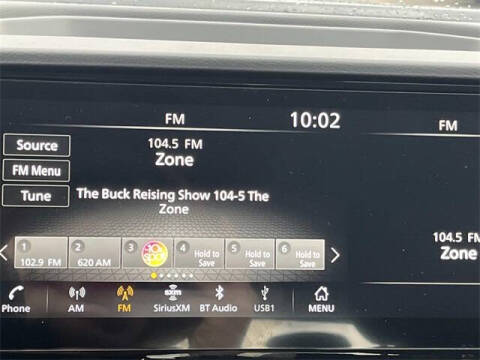 FM
10:02
FM
Source
104.5 FM
Zone
FM Menu
Tune
The Buck Reising Show 104-5 The
Zone
104.5 FM
Zone
1
2
3
4
5
6
102.9 FM
620 AM
Hold to
Save
Hold to
Save
Hold to
Save
Phone
AM
FM
sxm
SiriusXM
BT Audio
USB1
MENU